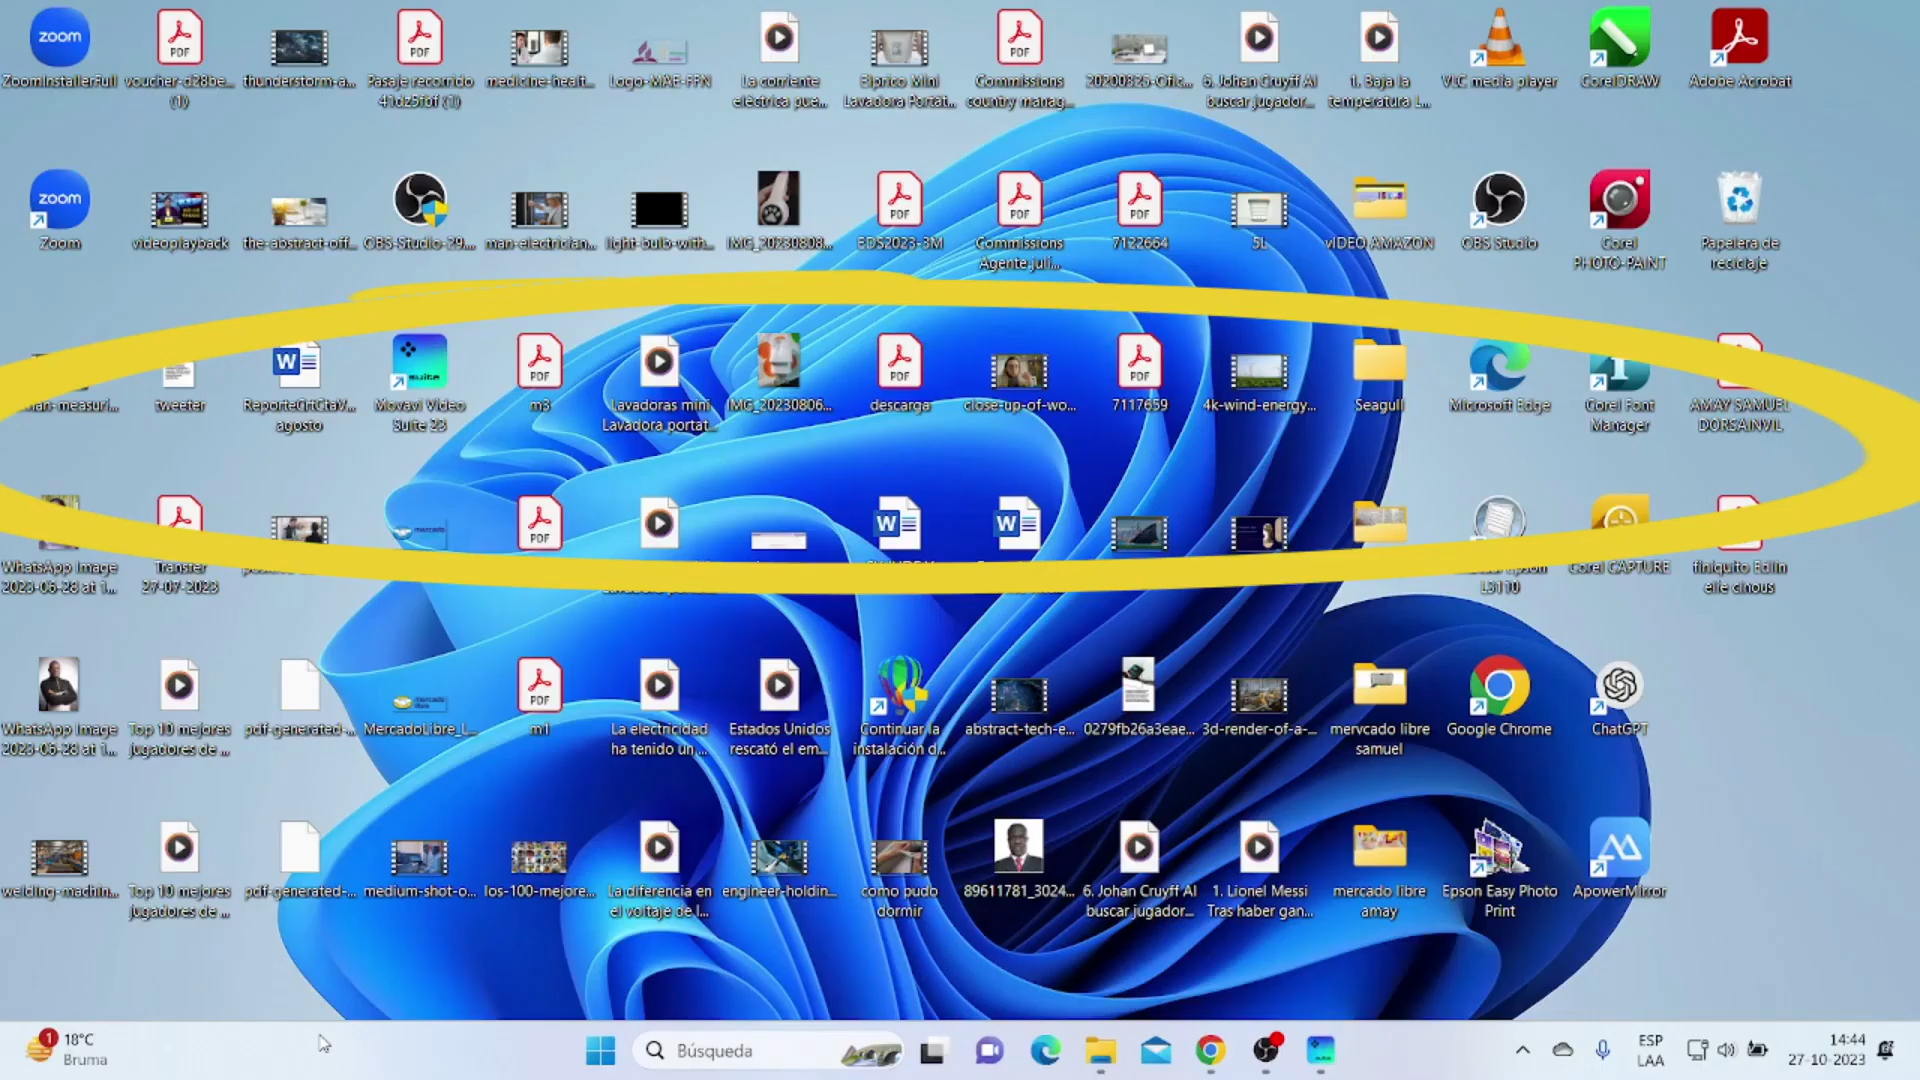 ZoomInstallerFull
voucher-d28be...
(1)
thunderstorm-a...
Pasaje recorrido
41dz5f0f (1)
medicine-healt...
Logo-MAE-FFN
La corriente
eléctrica pue...
Elprico Mini
Lavadora Portát...
Commissions
country manag...
20200825-Ofic...
6. Johan Cruyff Al
buscar jugador...
1. Baja la
temperatura L...
VLC media player
CorelDRAW
Adobe Acrobat
Zoom
videoplayback
the-abstract-off...
OBS-Studio-29....
man-electrician...
light-bulb-with...
IMG_20230808...
BDS2023-3M
Commissions
Agente juli...
7122664
5L
vIDEO AMAZON
OBS Studio
Corel
PHOTO-PAINT
Papelera de
reciclaje
tweeter
ReporteCrtCtaV...
agosto
Movavi Video
Suite 23
m3
Lavadoras mini
Lavadora portát...
IMG_20230806...
descarga
close-up-of-wo...
7117659
4k-wind-energy...
Seagull
Microsoft Edge
Corel Font
Manager
AMAY SAMUEL
DORSAINVIL
WhatsApp Image
2023-06-28 at 1...
Transfer
27-07-2023
L3110
Corel CAPTURE
finiquito Edlin
elle cinous
WhatsApp Image
2023-06-28 at 1...
Top 10 mejores
jugadores de ...
pdf-generated-...
MercadoLibre_L...
m1
La electricidad
ha tenido un ...
Estados Unidos
rescató el em...
Continuar la
instalación d...
abstract-tech-e...
0279fb26a3eae...
3d-render-of-a-...
mervcado libre
samuel
Google Chrome
ChatGPT
welding-machin...
Top 10 mejores
jugadores de ...
pdf-generated-...
medium-shot-o...
los-100-mejore...
La diferencia en
el voltaje de l...
engineer-holdin...
como pudo
dormir
89611781_3024...
6. Johan Cruyff Al
buscar jugador...
1. Lionel Messi
Tras haber gan...
mercado libre
amay
Epson Easy Photo
Print
ApowerMirror
1
18°C
Bruma
Búsqueda
ESP
LAA
14:44
27-10-2023